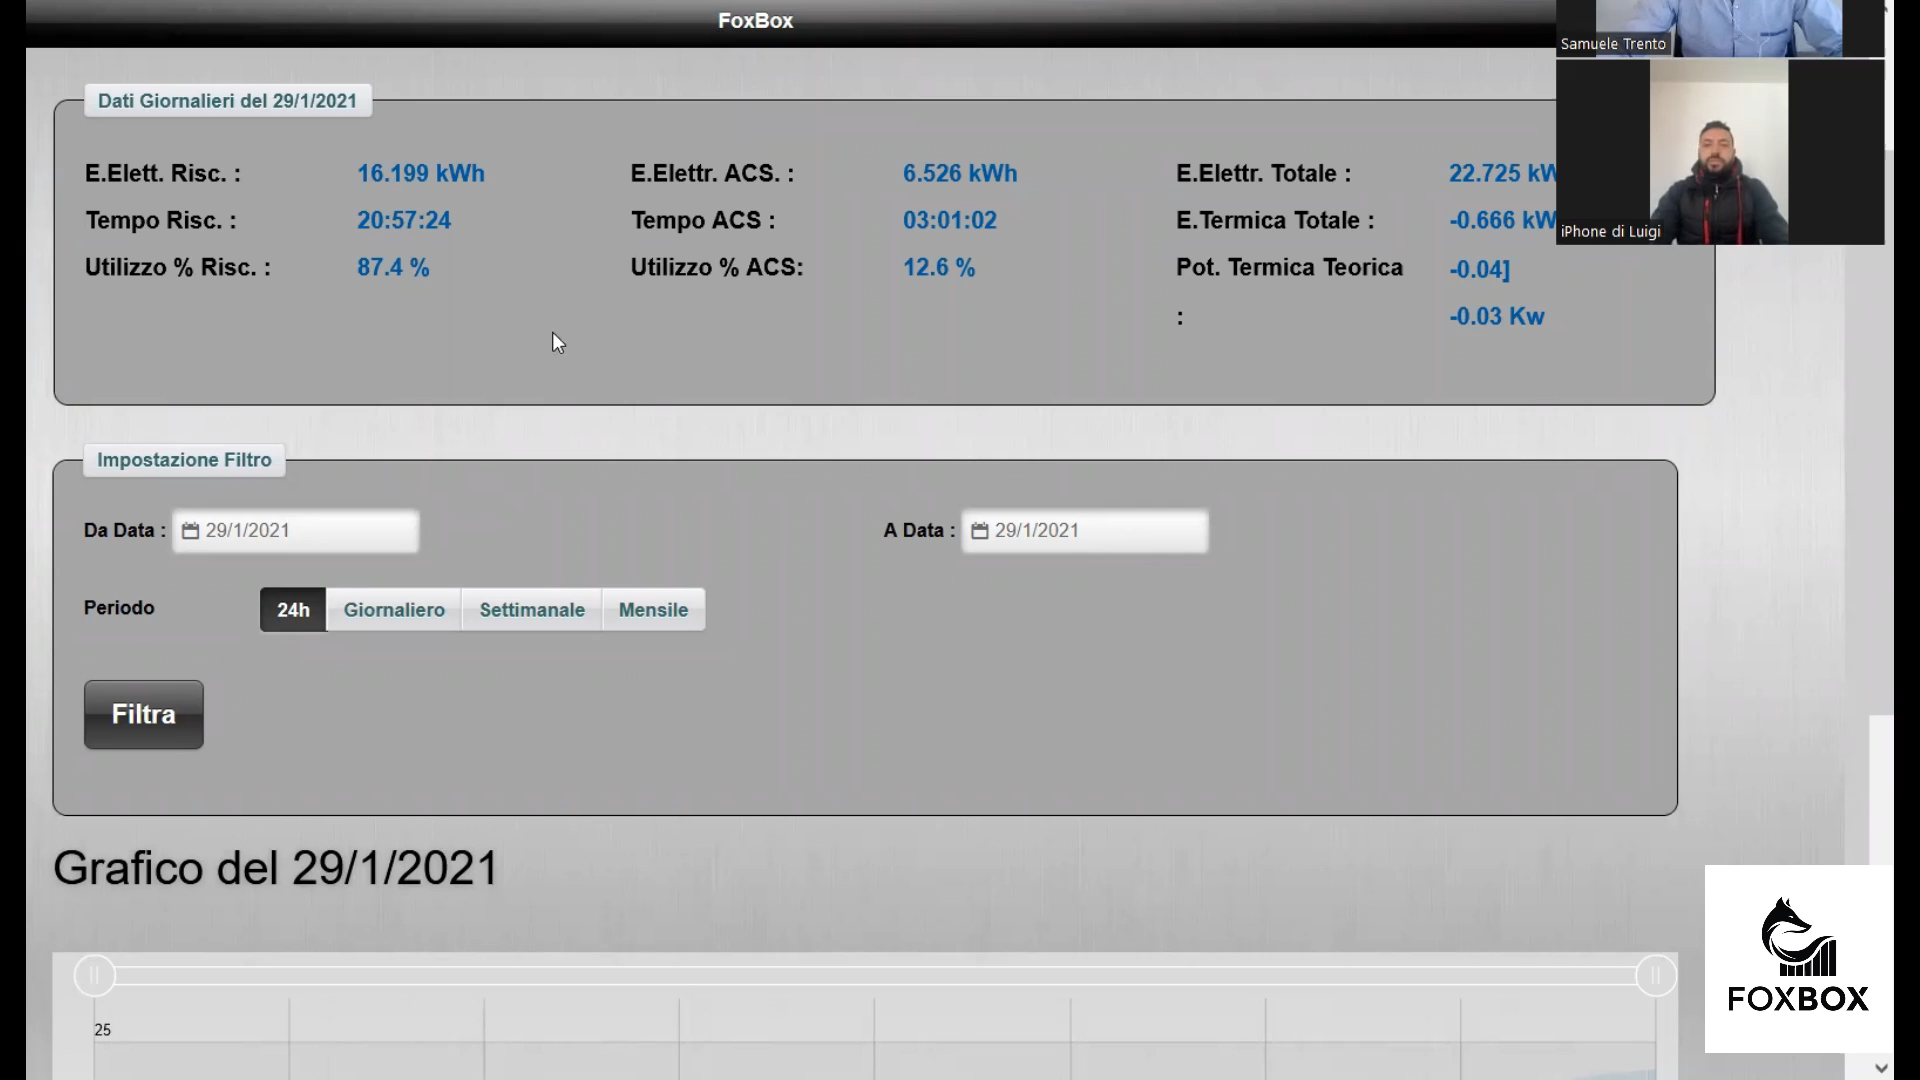 FoxBox
Samuele Trento
iPhone di Luigi
Dati Giornalieri del 29/1/2021
E.Elett. Risc. : 16.199 kWh E.Elettr. ACS. : 6.526 kWh E.Elettr. Totale : 22.725 kW
Tempo Risc. : 20:57:24 Tempo ACS : 03:01:02 E.Termica Totale : -0.666 kW
Utilizzo % Risc. : 87.4 % Utilizzo % ACS: 12.6 % Pot. Termica Teorica -0.04]
: -0.03 Kw
Impostazione Filtro
Da Data : 29/1/2021 A Data : 29/1/2021
Periodo 24h Giornaliero Settimanale Mensile
Filtra
Grafico del 29/1/2021
25
FOXBOX